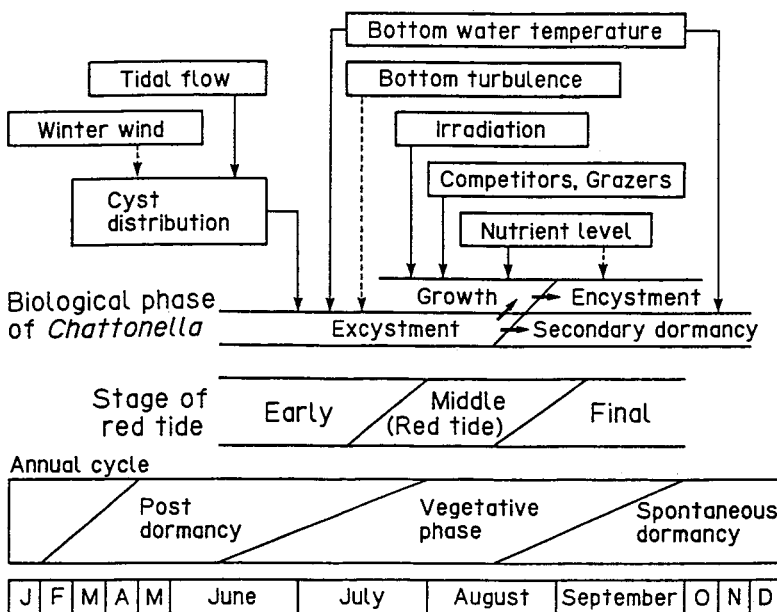 Bottom water temperature
Tidal flow
Bottom turbulence
Winter wind
Irradiation
Cyst
distribution
Competitors, Grazers
Nutrient level
Biological phase
of Chattonella
Growth
Encystment
Excystment
Secondary dormancy
Stage of
red tide
Early
Middle
(Red tide)
Final
Annual cycle
Post
dormancy
Vegetative
phase
Spontaneous
dormancy
J F M A M June July August September O N D